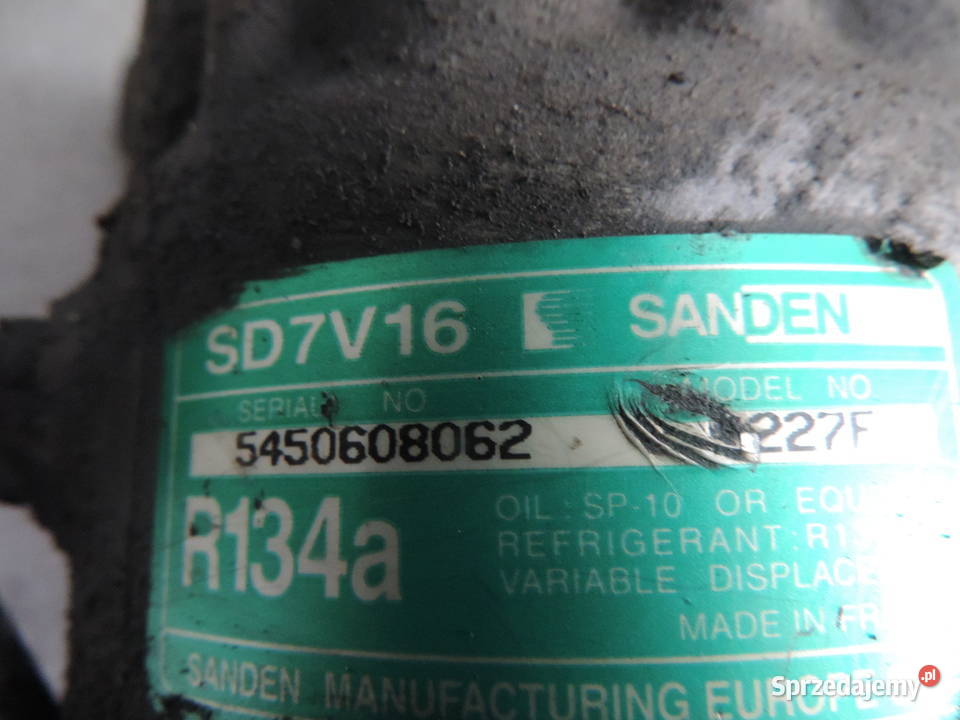 SD7V16 SANDEN
SERIAL NO MODEL NO
5450608062 227F
R134a
OIL : SP-10 OR
REFRIGERANT : 
VARIABLE
MADE IN
SANDEN MANUFACTURING EUROPE
Sprzedajemy.pl